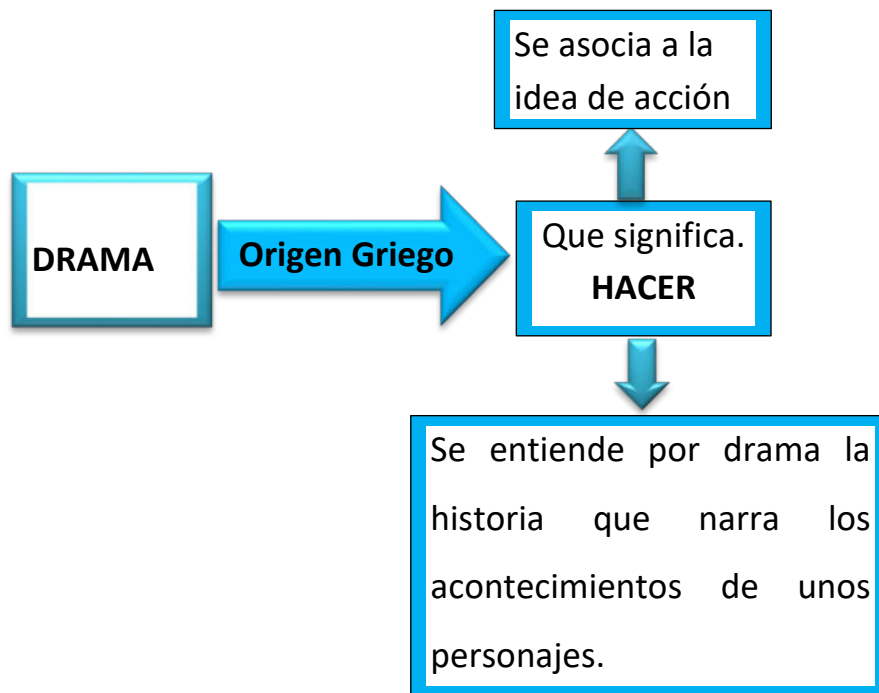 Se asocia a la
idea de acción
DRAMA
Origen Griego
Que significa.
HACER
Se entiende por drama la
historia que narra los
acontecimientos de unos
personajes.